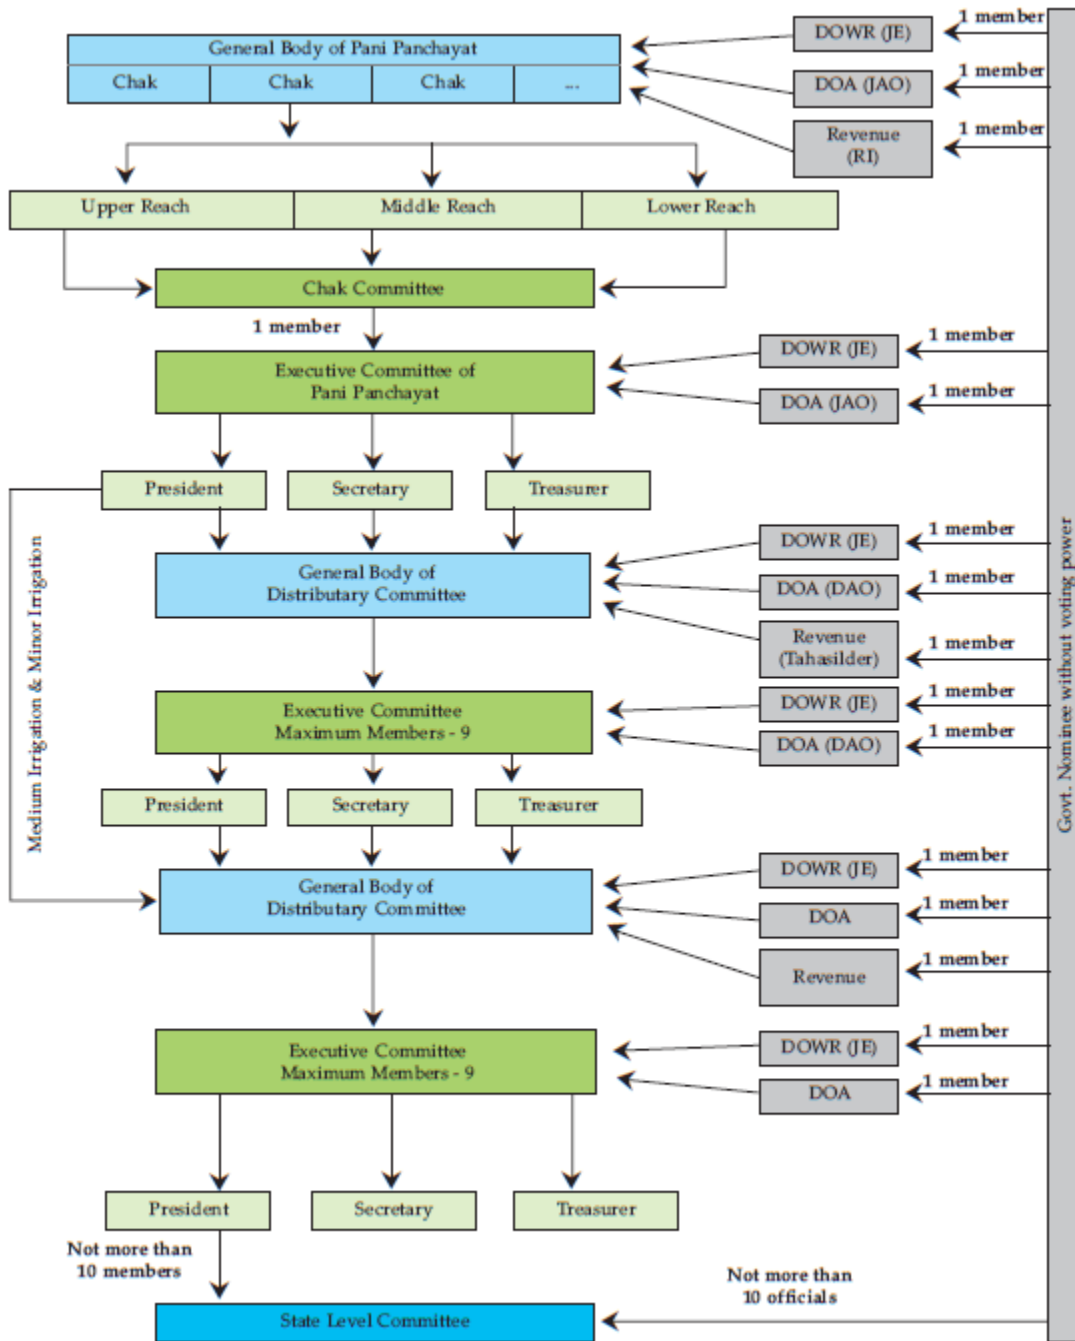 1 member
DOWR (JE)
General Body of Pani Panchayat
1 member
Chak
Chak
Chak
...
DOA (JAO)
1 member
Revenue
(RI)
Upper Reach
Middle Reach
Lower Reach
Chak Committee
1 member
1 member
DOWR (JE)
Executive Committee of
Pani Panchayat
1 member
DOA (JAO)
President
Secretary
Treasurer
1 member
DOWR (JE)
General Body of
Distributary Committee
1 member
DOA (DAO)
1 member
Revenue
(Tahasilder)
1 member
DOWR (JE)
Executive Committee
Maximum Members - 9
1 member
DOA (DAO)
Medium Irrigation & Minor Irrigation
Govt. Nominee without voting power
President
Secretary
Treasurer
1 member
DOWR (JE)
General Body of
Distributary Committee
1 member
DOA
1 member
Revenue
1 member
DOWR (JE)
Executive Committee
Maximum Members - 9
1 member
DOA
President
Secretary
Treasurer
Not more than
10 members
Not more than
10 officials
State Level Committee